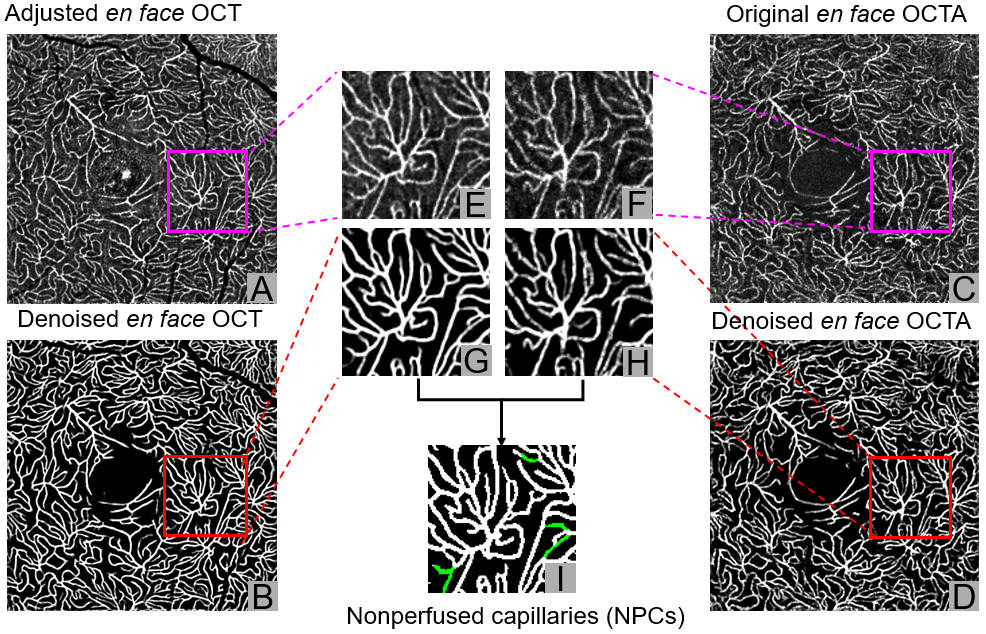 Adjusted en face OCT
Original en face OCTA
E
F
A
C
Denoised en face OCT
Denoised en face OCTA
G
H
B
D
I
Nonperfused capillaries (NPCs)